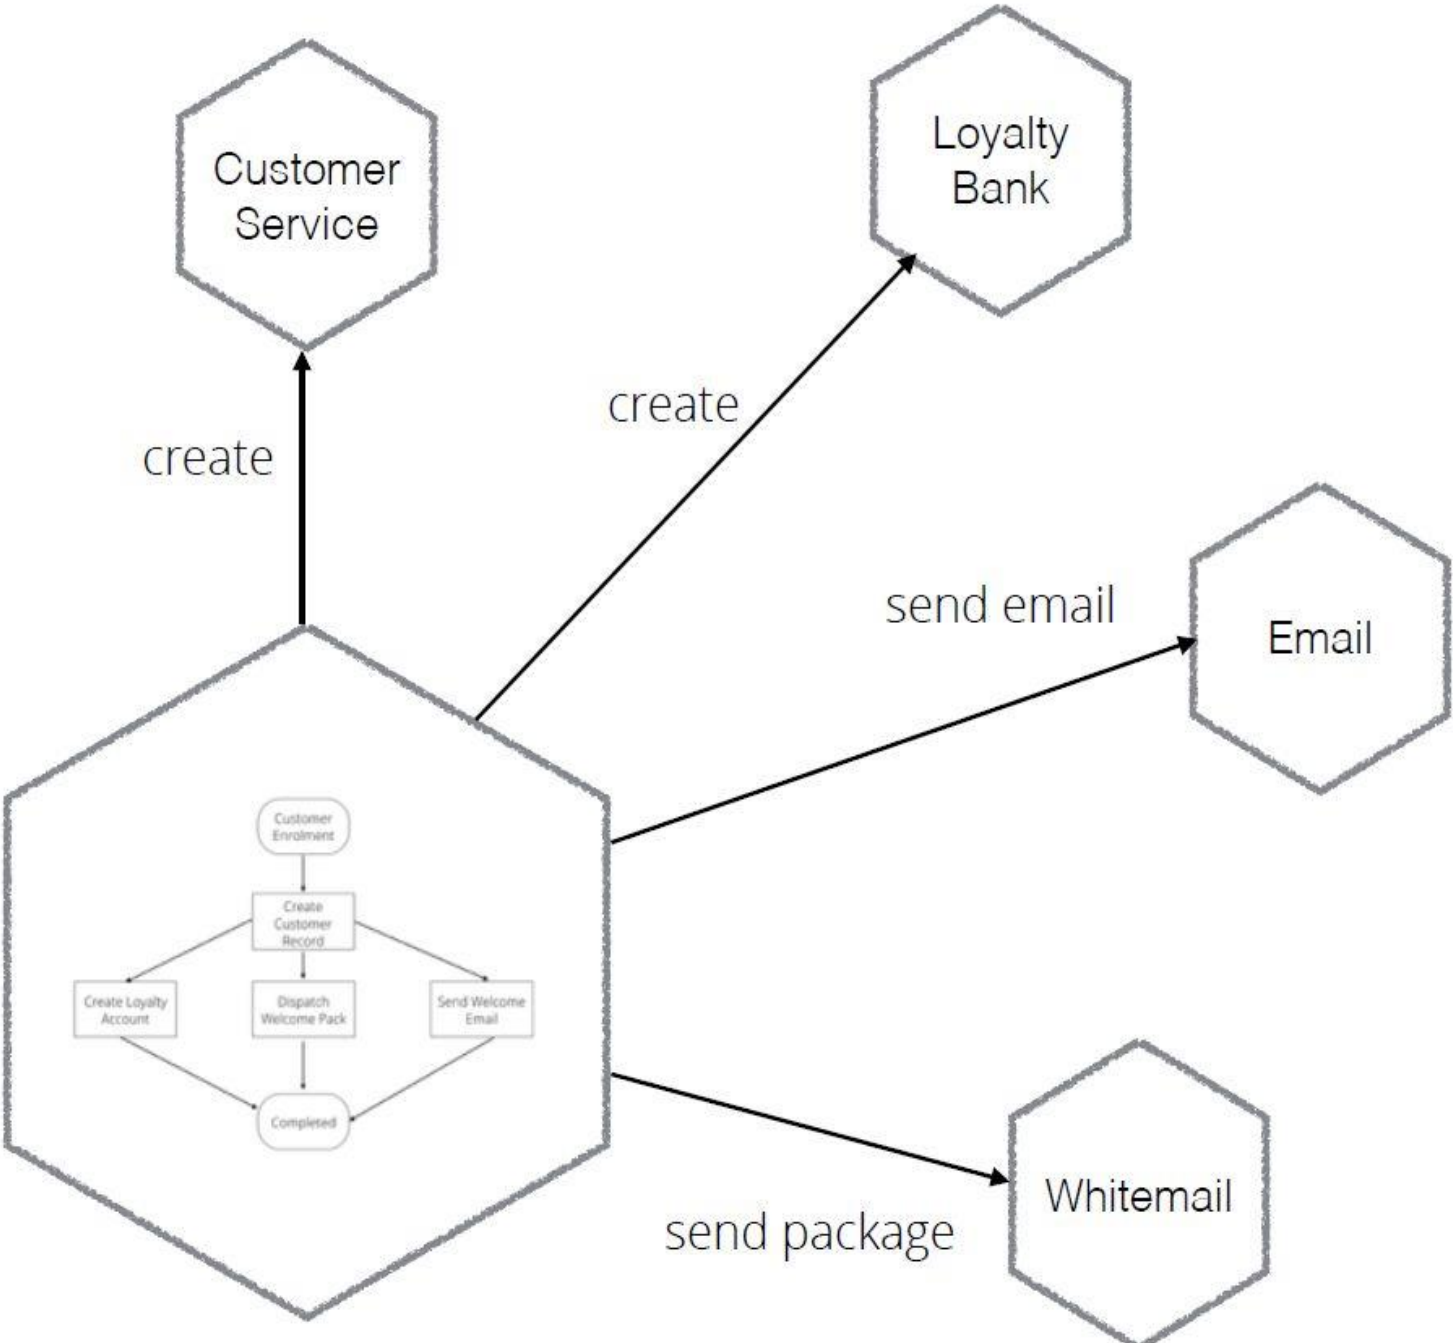 Customer
Service
Loyalty
Bank
create
create
send email
Email
Customer
Enrolment
Create
Customer
Record
Create Loyalty
Account
Dispatch
Welcome Pack
Send Welcome
Email
Completed
send package
Whitemail